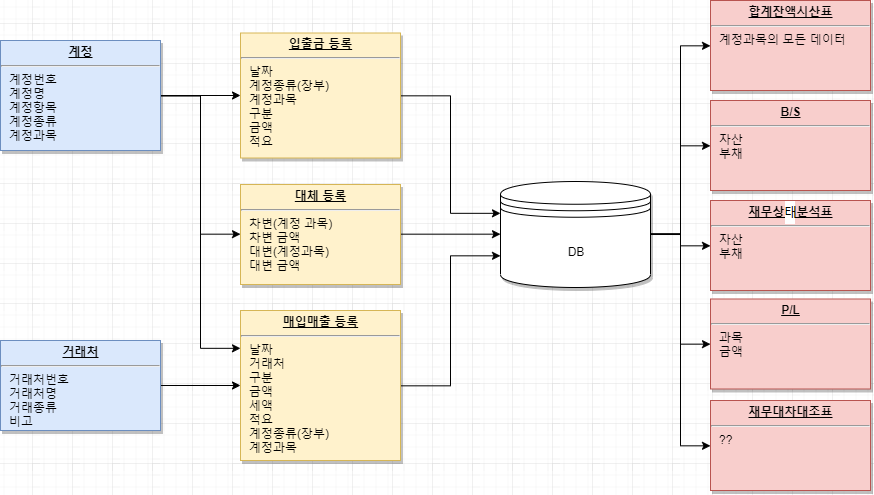 계정
계정번호
계정명
계정항목
계정종류
계정과목
거래처
거래처번호
거래처명
거래종류
비고
입출금 등록
날짜
계정종류(장부)
계정과목
구분
금액
적요
대체 등록
차변(계정 과목)
차변 금액
대변(계정과목)
대변 금액
매입매출 등록
날짜
거래처
구분
금액
세액
적요
계정종류(장부)
계정과목
DB
합계잔액시산표
계정과목의 모든 데이터
B/S
자산
부채
재무상태분석표
자산
부채
P/L
과목
금액
재무대차대조표
??